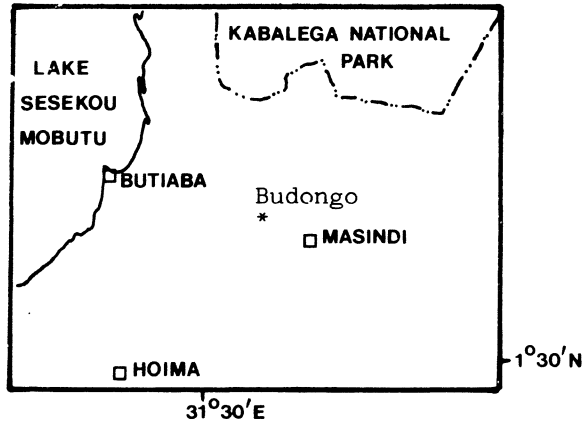 KABALEGA NATIONAL
PARK
LAKE
SESEKOU
MOBUTU
BUTIABA
Budongo
*
MASINDI
1°30'N
HOIMA
31°30'E